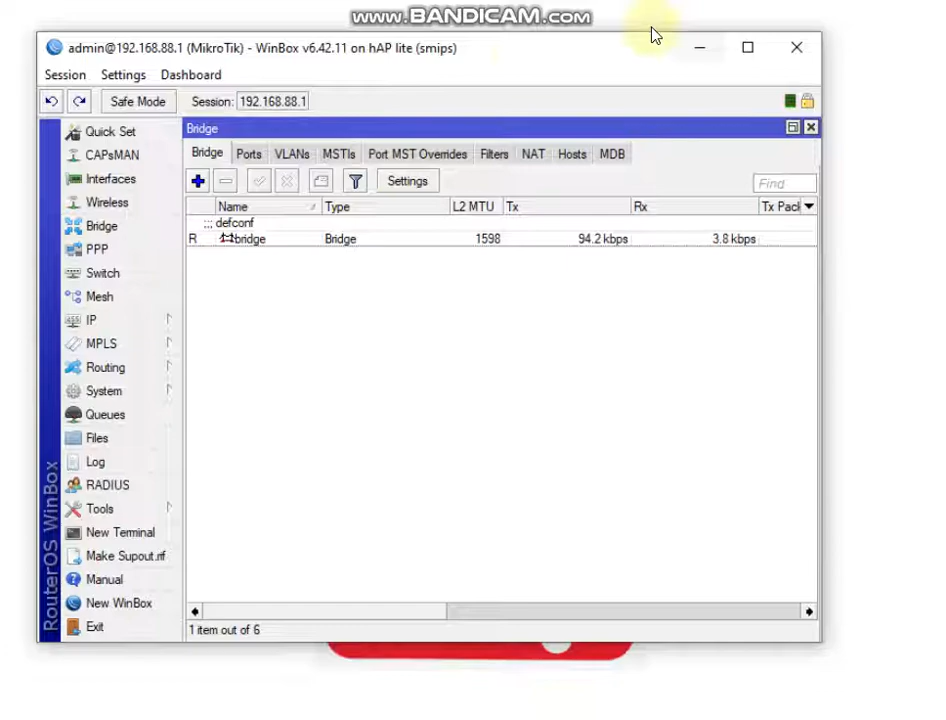 www.BANDICAM.com
admin@192.168.88.1 (MikroTik) - WinBox v6.42.11 on hAP lite (smips)
Session Settings Dashboard
Safe Mode Session: 192.168.88.1
Bridge
Bridge Ports VLANs MSTIs Port MST Overrides Filters NAT Hosts MDB
Settings Find
Name Type L2 MTU Tx Rx Tx Pack
;;; defconf
R bridge Bridge 1598 94.2 kbps 3.8 kbps
Quick Set
CAPsMAN
Interfaces
Wireless
Bridge
PPP
Switch
Mesh
IP
MPLS
Routing
System
Queues
Files
Log
RADIUS
Tools
New Terminal
Make Supout.rif
Manual
New WinBox
Exit
RouterOS WinBox
1 item out of 6